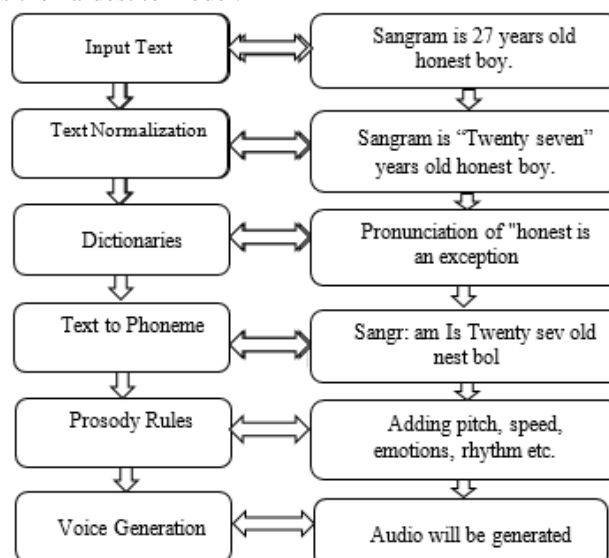 Input Text
Sangram is 27 years old
honest boy.
Text Normalization
Sangram is “Twenty seven”
years old honest boy.
Dictionaries
Pronunciation of "honest is
an exception
Text to Phoneme
Sangr: am Is Twenty sev old
nest bol
Prosody Rules
Adding pitch, speed,
emotions, rhythm etc.
Voice Generation
Audio will be generated